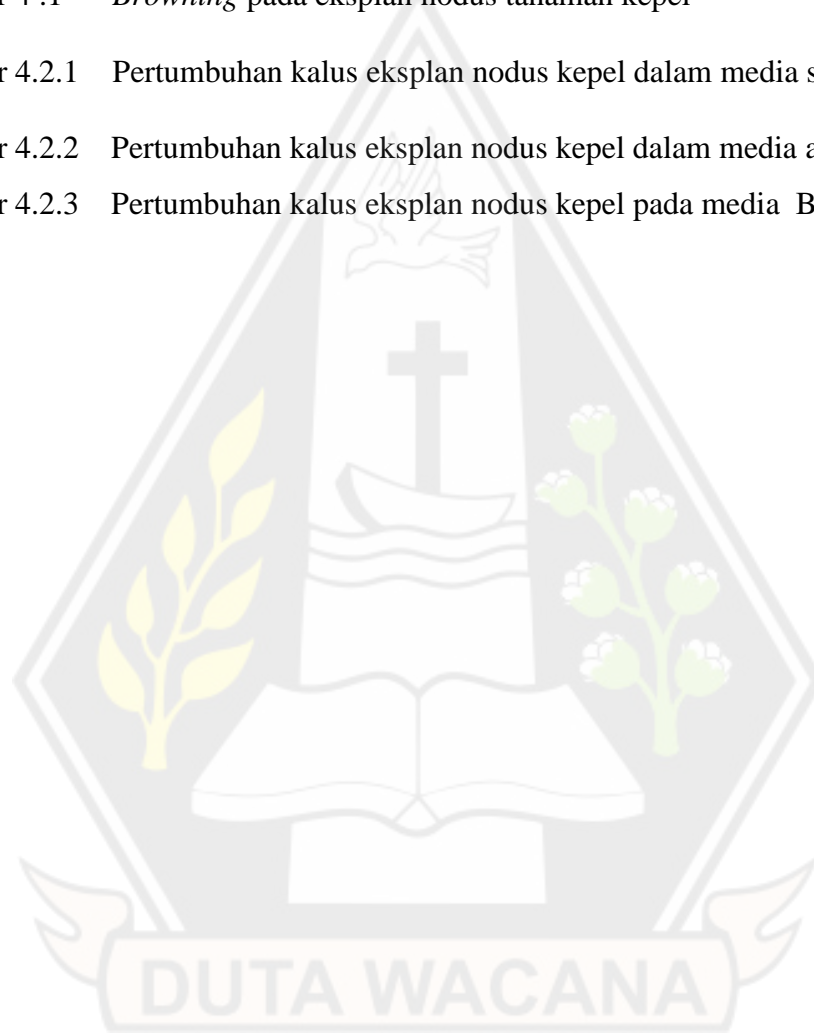 r 4.1 Browning pada eksplan nodus tanaman kepel
r 4.2.1 Pertumbuhan kalus eksplan nodus kepel dalam media s
r 4.2.2 Pertumbuhan kalus eksplan nodus kepel dalam media a
r 4.2.3 Pertumbuhan kalus eksplan nodus kepel pada media B
DUTA WACANA